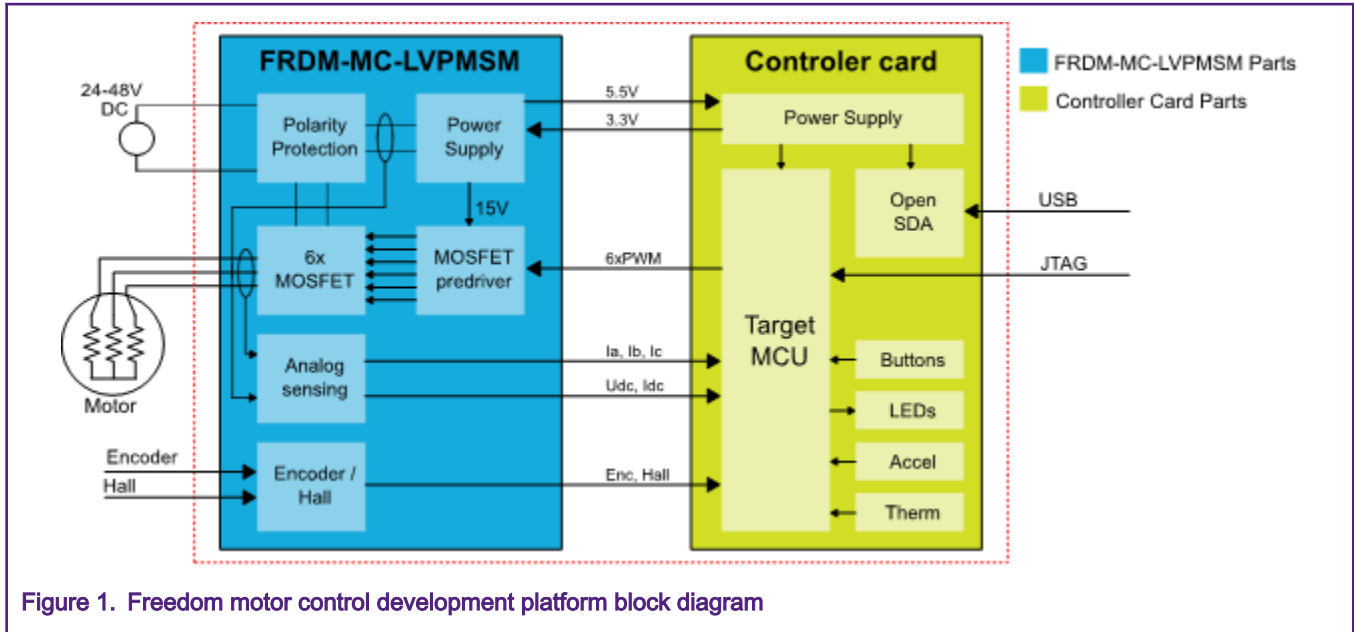 FRDM-MC-LVPMSM
Controler card
FRDM-MC-LVPMSM Parts
Controller Card Parts
24-48V
DC
Polarity
Protection
Power
Supply
5.5V
3.3V
Power Supply
15V
Open
SDA
USB
6x
MOSFET
MOSFET
predriver
6xPWM
JTAG
Target
MCU
Motor
Analog
sensing
Ia, Ib, Ic
Udc, Idc
Buttons
LEDs
Encoder
Hall
Encoder /
Hall
Enc, Hall
Accel
Therm
Figure 1. Freedom motor control development platform block diagram